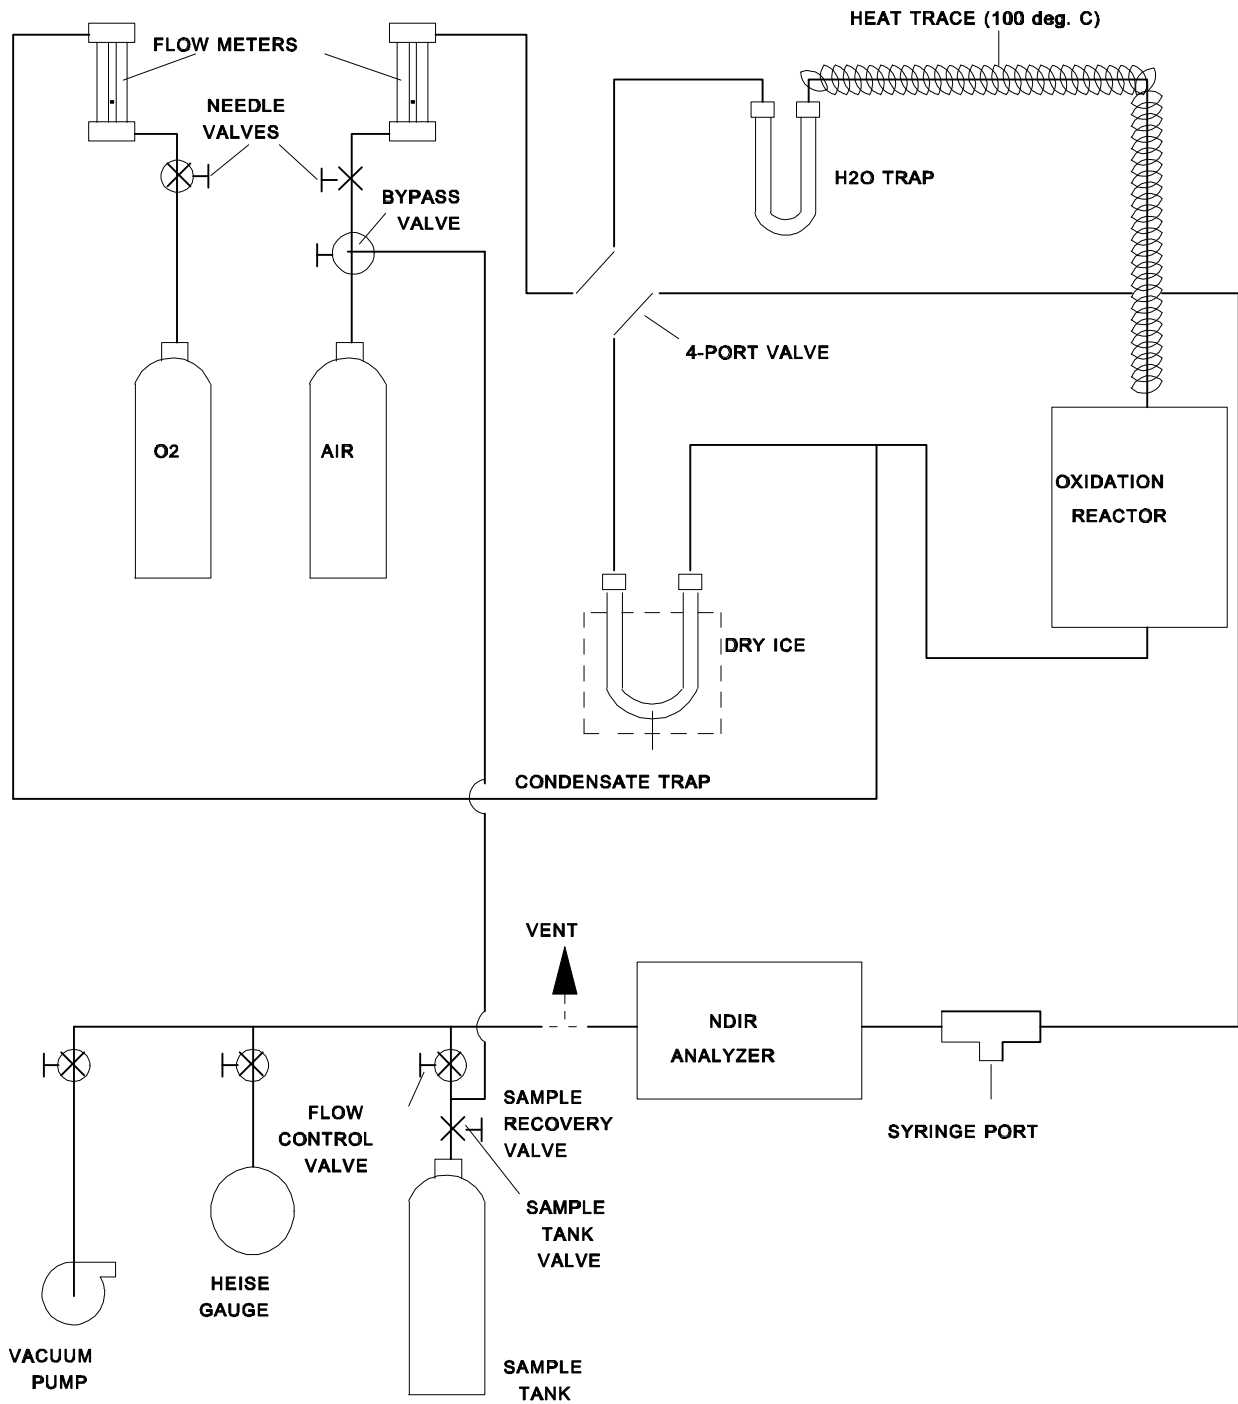 HEAT TRACE (100 deg. C)
FLOW METERS
NEEDLE
VALVES
H2O TRAP
BYPASS
VALVE
4-PORT VALVE
O2
AIR
OXIDATION
REACTOR
DRY ICE
CONDENSATE TRAP
VENT
NDIR
ANALYZER
SYRINGE PORT
FLOW
CONTROL
VALVE
SAMPLE
RECOVERY
VALVE
SAMPLE
TANK
VALVE
HEISE
GAUGE
VACUUM
PUMP
SAMPLE
TANK